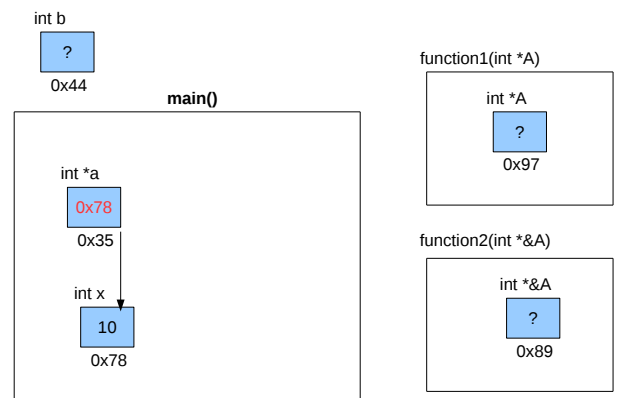 int b
?
0x44
main()
int *a
0x78
0x35
int x
10
0x78
function1(int *A)
int *A
?
0x97
function2(int *&A)
int *&A
?
0x89